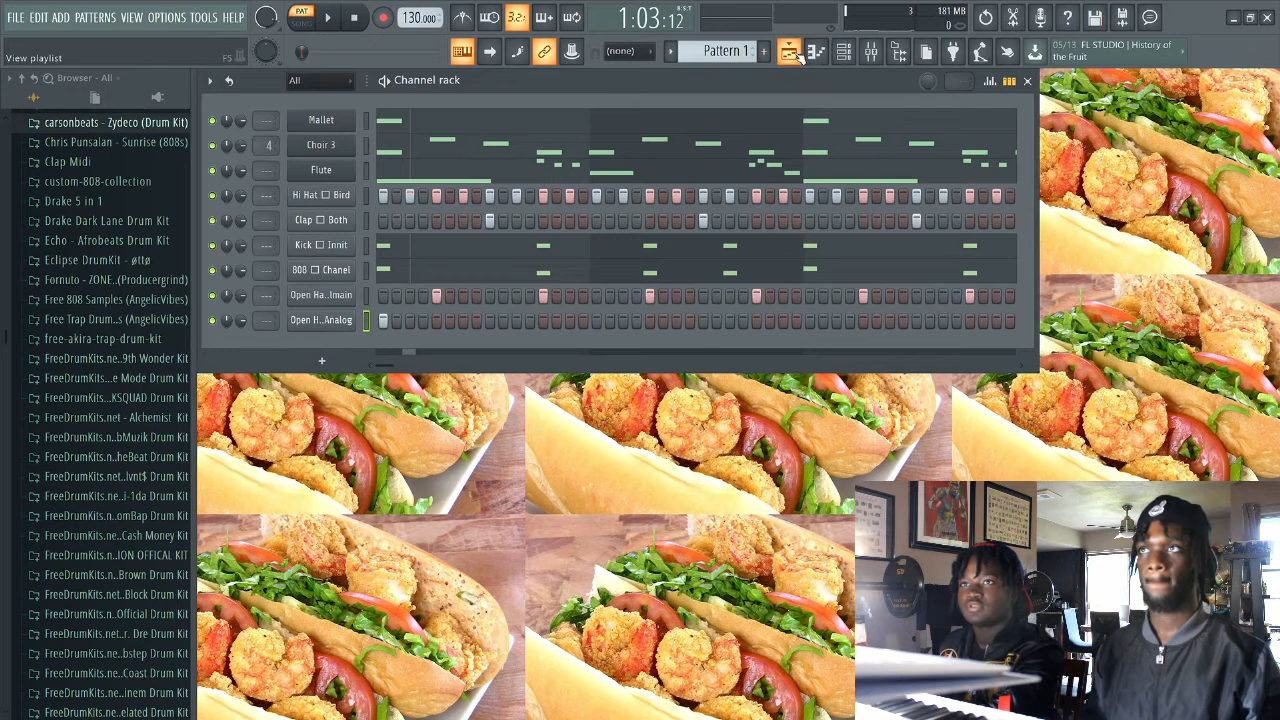 FILE EDIT ADD PATTERNS VIEW OPTIONS TOOLS HELP
PAT
SONG
130.000
3.2
1:03:12
B:S:T
3
181 MB
0
View playlist
F5
(none)
Pattern 1
05/13 FL STUDIO | History of
the Fruit
Browser - All
All
Channel rack
Mallet
4
Choir 3
Flute
Hi Hat □ Bird
Clap □ Both
Kick □ Innit
808 □ Chanel
Open Ha...lmain
Open H..Analog
+
carsonbeats - Zydeco (Drum Kit)
Chris Punsalan - Sunrise (808s)
Clap Midi
custom-808-collection
Drake 5 in 1
Drake Dark Lane Drum Kit
Echo - Afrobeats Drum Kit
Eclipse DrumKit - øttø
Fornuto - ZONE..(Producergrind)
Free 808 Samples (AngelicVibes)
Free Trap Drum..s (AngelicVibes)
free-akira-trap-drum-kit
FreeDrumKits.ne..9th Wonder Kit
FreeDrumKits...e Mode Drum Kit
FreeDrumKits...KSQUAD Drum Kit
FreeDrumKits.net - Alchemist Kit
FreeDrumKits.n..bMuzik Drum Kit
FreeDrumKits.n..heBeat Drum Kit
FreeDrumKits.net..lvnt$ Drum Kit
FreeDrumKits.ne..i-1da Drum Kit
FreeDrumKits.n..omBap Drum Kit
FreeDrumKits.ne..Cash Money Kit
FreeDrumKits.n...ION OFFICAL KIT
FreeDrumKits.n..Brown Drum Kit
FreeDrumKits.net..Block Drum Kit
FreeDrumKits.n..Official Drum Kit
FreeDrumKits.net..r. Dre Drum Kit
FreeDrumKits.ne..bstep Drum Kit
FreeDrumKits.ne..Coast Drum Kit
FreeDrumKits.ne...inem Drum Kit
FreeDrumKits.ne..elated Drum Kit